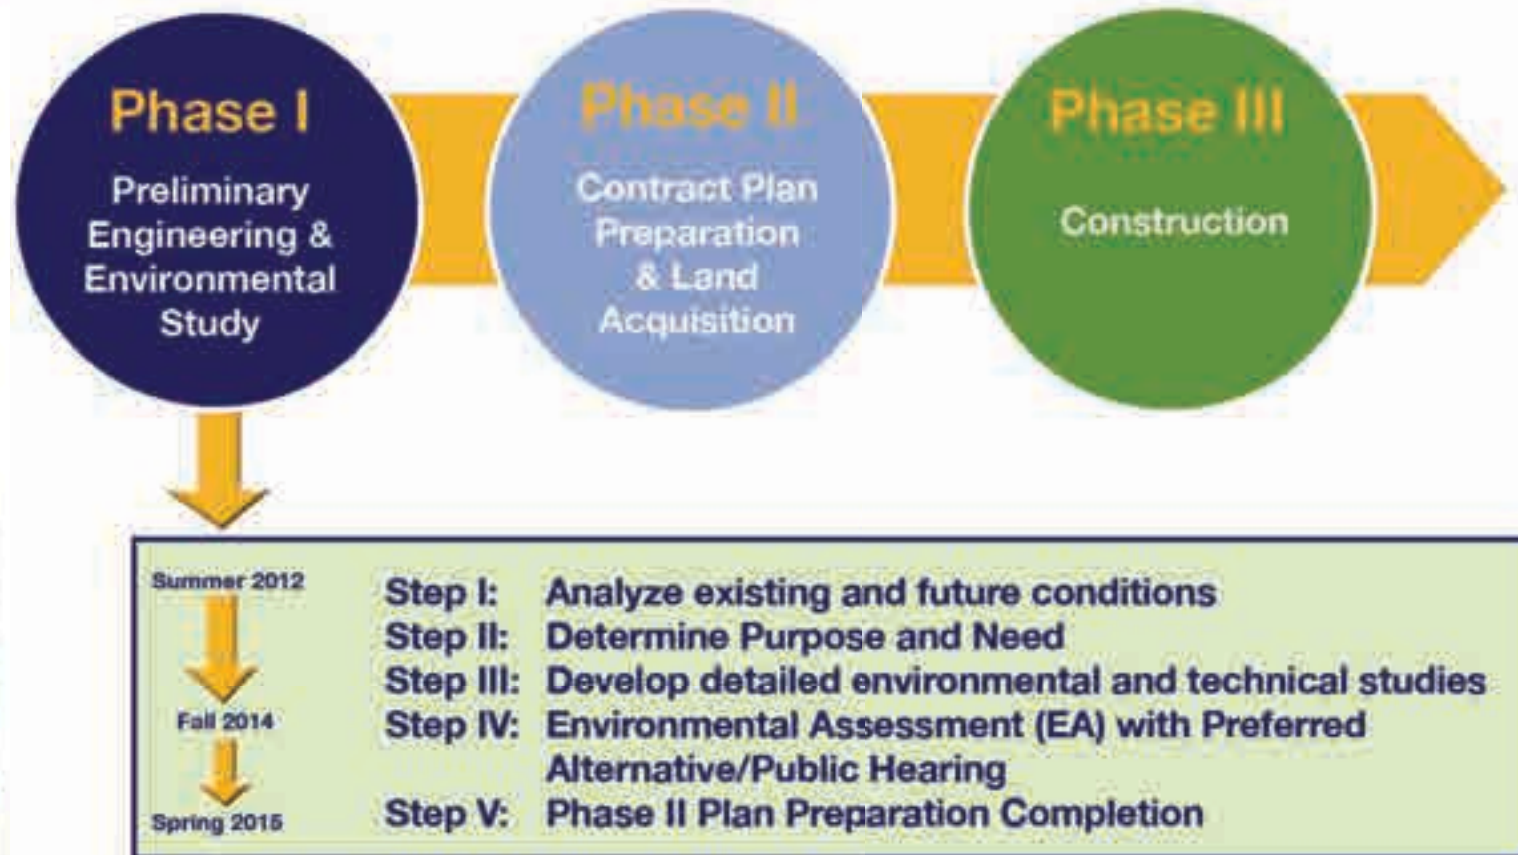 Phase I
Preliminary
Engineering &
Environmental
Study
Phase II
Contract Plan
Preparation
& Land
Acquisition
Phase III
Construction
Summer 2012
Fall 2014
Spring 2015
Step I: Analyze existing and future conditions
Step II: Determine Purpose and Need
Step III: Develop detailed environmental and technical studies
Step IV: Environmental Assessment (EA) with Preferred
Alternative/Public Hearing
Step V: Phase II Plan Preparation Completion